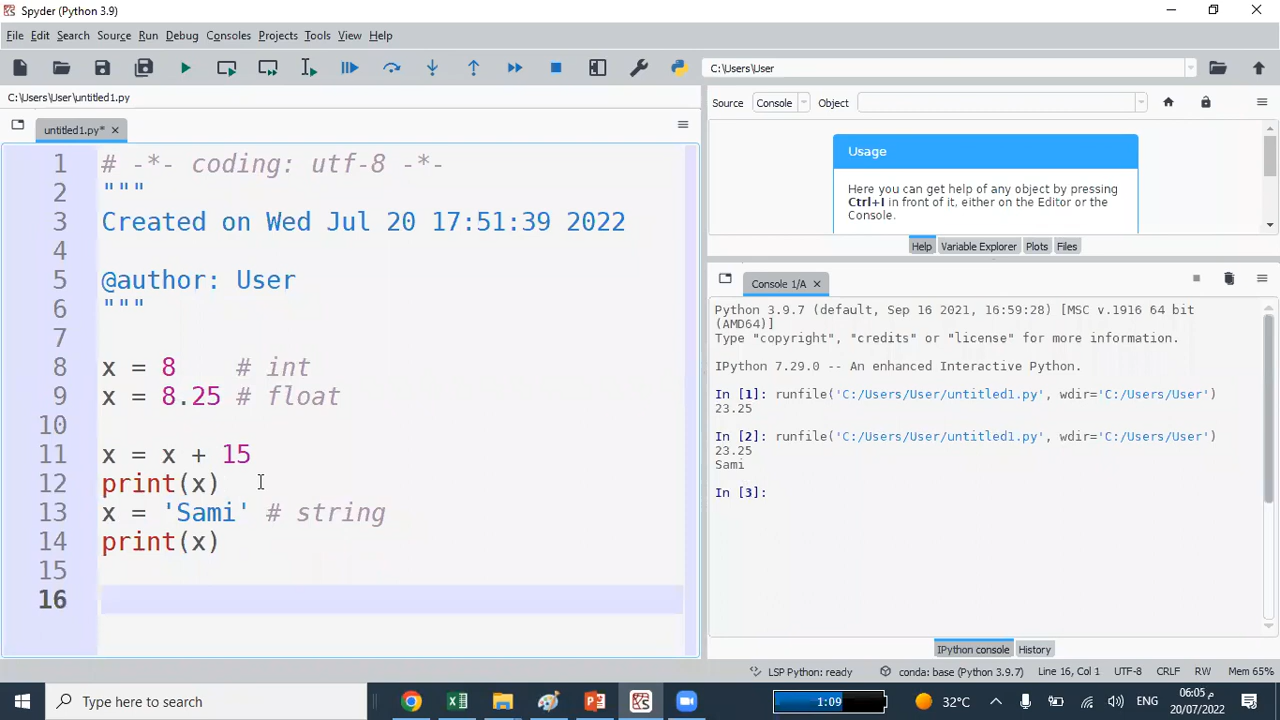 Spyder (Python 3.9)
File Edit Search Source Run Debug Consoles Projects Tools View Help
C:\Users\User
C:\Users\User\untitled1.py
untitled1.py*
1 # -*- coding: utf-8 -*-
2 """
3 Created on Wed Jul 20 17:51:39 2022
4
5 @author: User
6 """
7
8 x = 8    # int
9 x = 8.25 # float
10
11 x = x + 15
12 print(x)
13 x = 'Sami' # string
14 print(x)
15
16
Source Console Object
Usage
Here you can get help of any object by pressing
Ctrl+I in front of it, either on the Editor or the
Console.
Help Variable Explorer Plots Files
Console 1/A
Python 3.9.7 (default, Sep 16 2021, 16:59:28) [MSC v.1916 64 bit
(AMD64)]
Type "copyright", "credits" or "license" for more information.
IPython 7.29.0 -- An enhanced Interactive Python.
In [1]: runfile('C:/Users/User/untitled1.py', wdir='C:/Users/User')
23.25
In [2]: runfile('C:/Users/User/untitled1.py', wdir='C:/Users/User')
23.25
Sami
In [3]:
IPython console History
LSP Python: ready conda: base (Python 3.9.7) Line 16, Col 1 UTF-8 CRLF RW Mem 65%
Type here to search
1:09
32°C
ENG
06:05 م
20/07/2022